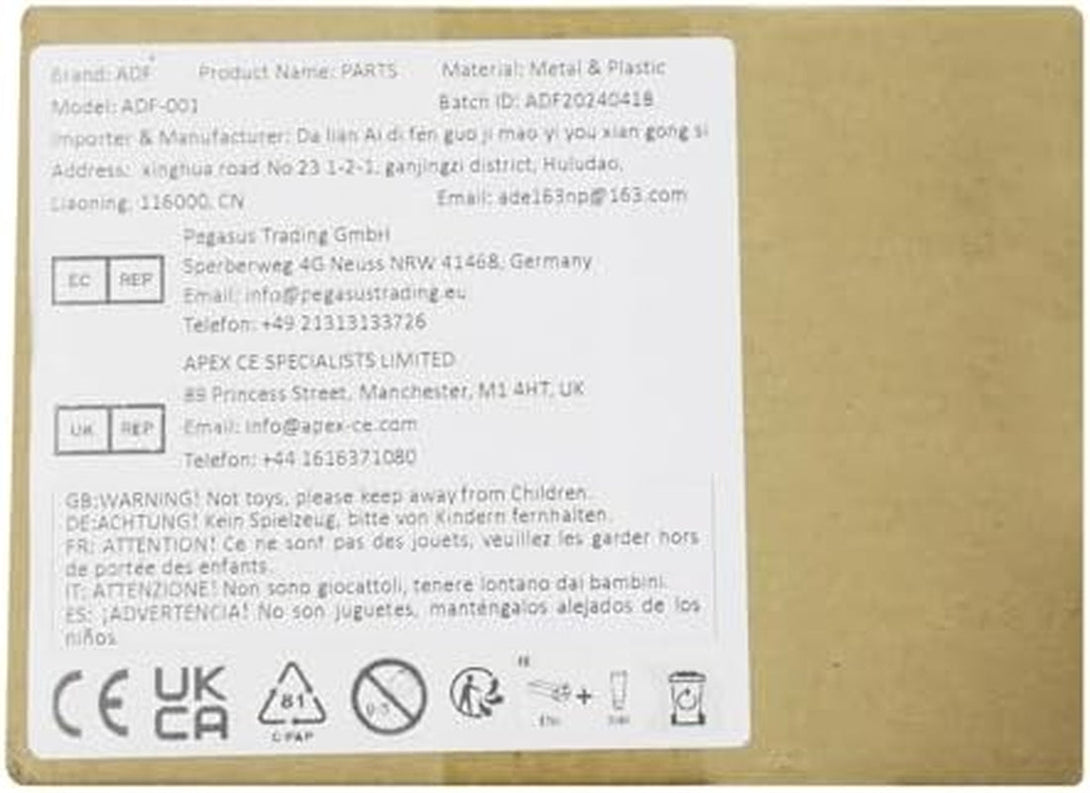 Brand: ADF Product Name: PARTS Material: Metal & Plastic
Model: ADF-001 Batch ID: ADF20240418
Importer & Manufacturer: Da lian Ai di fen guo ji mao yi you xian gong si
Address: xinghua road No 23 1-2-1, ganjingzi district, Huludao,
Liaoning, 116000, CN Email: ade163np@163.com
Pegasus Trading GmbH
EC REP
Sperberweg 4G Neuss NRW 41468, Germany
Email: info@pegasustrading.eu
Telefon: +49 21313133726
APEX CE SPECIALISTS LIMITED
89 Princess Street, Manchester, M1 4HT, UK
UK REP
Email: info@apex-ce.com
Telefon: +44 1616371080
GB:WARNING! Not toys, please keep away from Children.
DE:ACHTUNG! Kein Spielzeug, bitte von Kindern fernhalten.
FR: ATTENTION! Ce ne sont pas des jouets, veuillez les garder hors
de portée des enfants.
IT: ATTENZIONE! Non sono giocattoli, tenere lontano dai bambini.
ES: ¡ADVERTENCIA! No son juguetes, manténgalos alejados de los
niños
CE UK CA 81 0-3
C/PAP